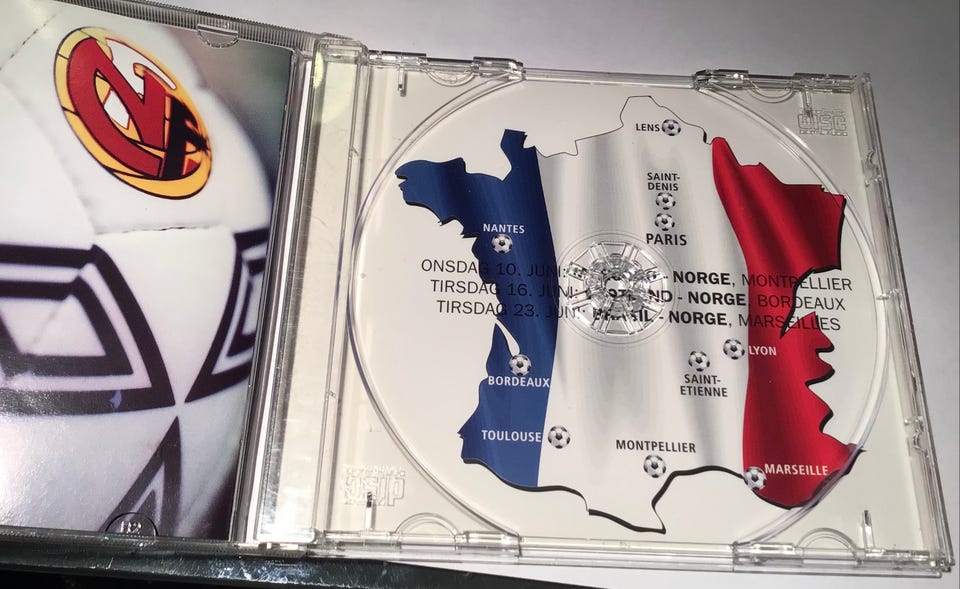 LENS
SAINT-
DENIS
PARIS
NANTES
ONSDAG 10. JUNI: - NORGE, MONTPELLIER
TIRSDAG 16. JUNI: - NORGE, BORDEAUX
TIRSDAG 23. JUNI: BRASIL - NORGE, MARSEILLES
LYON
SAINT-
ETIENNE
BORDEAUX
TOULOUSE
MONTPELLIER
MARSEILLE